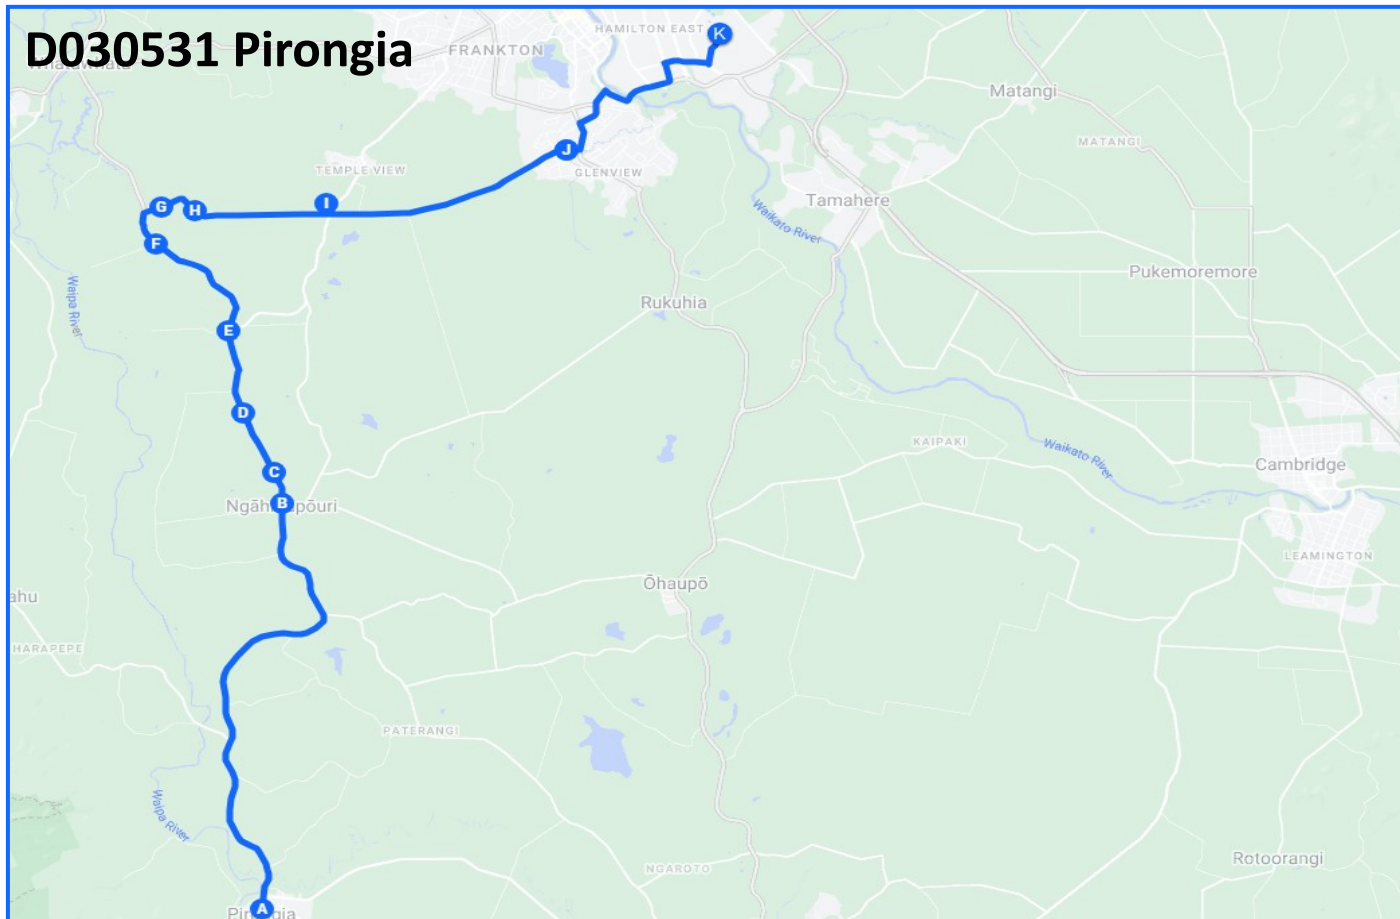 D030531 Pirongia
HAMILTON EAST
K
FRANKTON
Matangi
MATANGI
J
GLENVIEW
TEMPLE VIEW
Tamahere
I
G
H
Waikato River
F
Pukemoremore
Waipa River
Rukuhia
E
D
KAIPAKI
Waikato River
Cambridge
C
B
LEAMINGTON
Ōhaupō
ahu
HARAPEPE
PATERANGI
Waipa River
NGAROTO
Rotoorangi
A